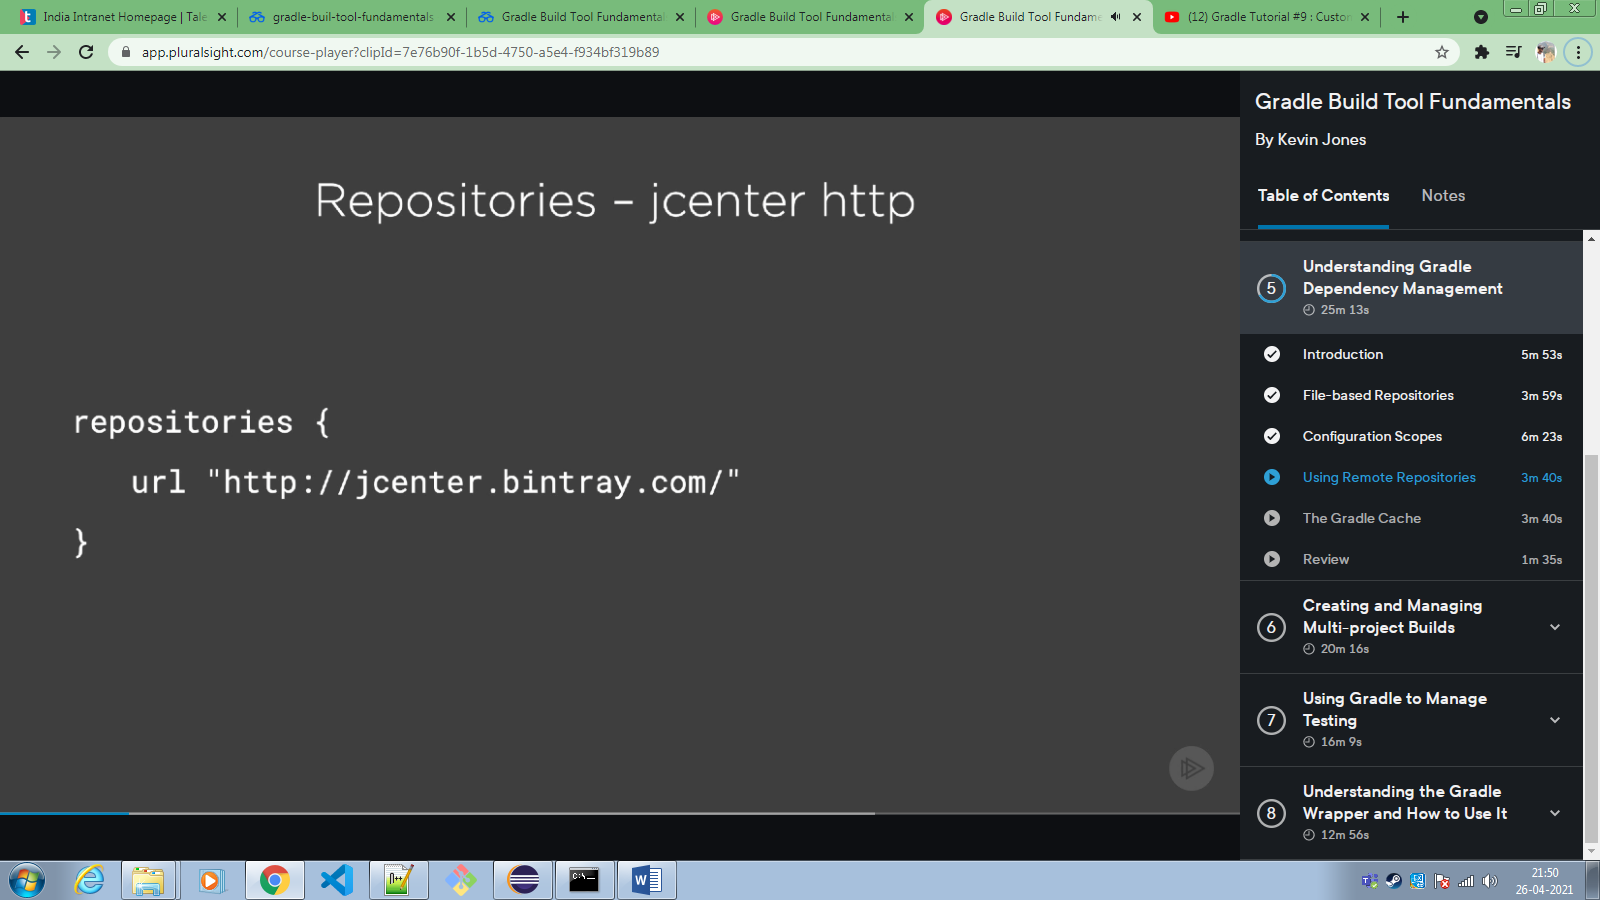 India Intranet Homepage | Tale
gradle-buil-tool-fundamentals
Gradle Build Tool Fundamental
Gradle Build Tool Fundamental
Gradle Build Tool Fundame
(12) Gradle Tutorial #9 : Custon
app.pluralsight.com/course-player?clipId=7e76b90f-1b5d-4750-a5e4-f934bf319b89
Repositories – jcenter http
repositories {
url "http://jcenter.bintray.com/"
}
Gradle Build Tool Fundamentals
By Kevin Jones
Table of Contents
Notes
5
Understanding Gradle
Dependency Management
25m 13s
Introduction 5m 53s
File-based Repositories 3m 59s
Configuration Scopes 6m 23s
Using Remote Repositories 3m 40s
The Gradle Cache 3m 40s
Review 1m 35s
6
Creating and Managing
Multi-project Builds
20m 16s
7
Using Gradle to Manage
Testing
16m 9s
8
Understanding the Gradle
Wrapper and How to Use It
12m 56s
21:50
26-04-2021